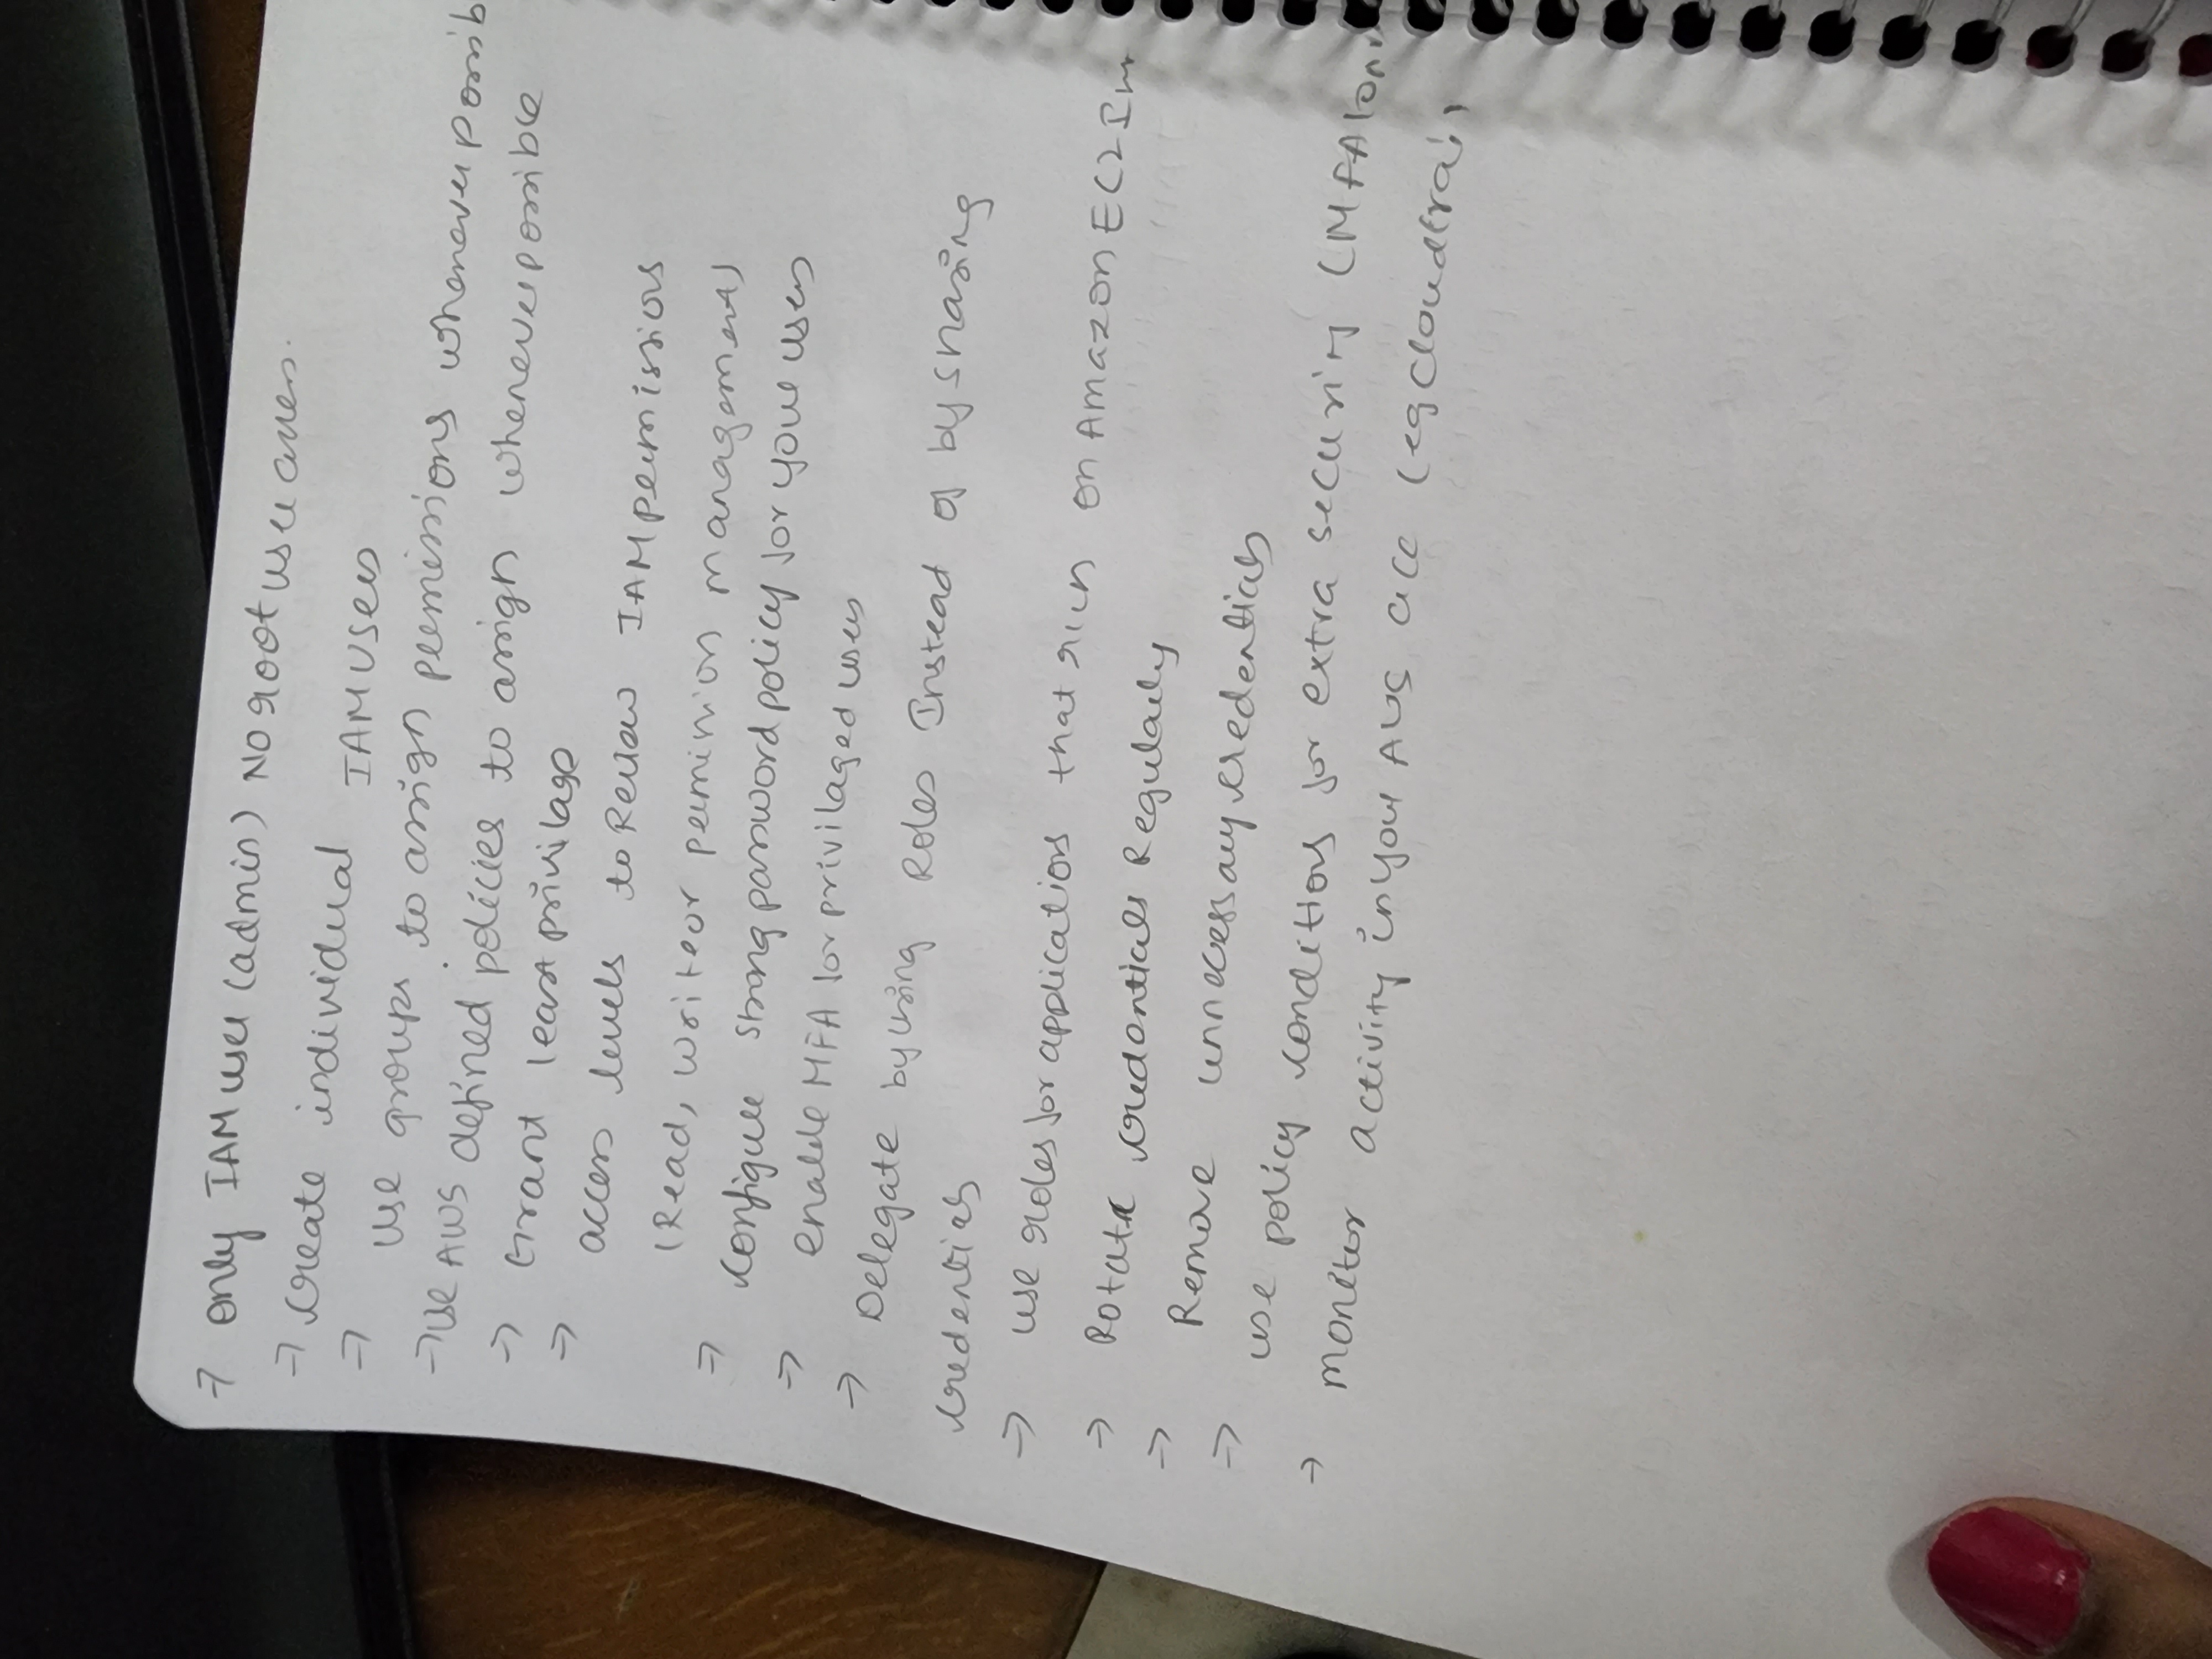 → Only IAM user (admin) No root user access.
→ create individual IAM users
→ use groups to assign permissions whenever possib
→ use AWS defined policies to assign whenever possible
→ Grant least privilage
→ access levels to Review IAM permissions
(Read, write or permission management)
→ configure strong password policy for your users
→ enable MFA for privilaged users
→ Delegate by using Roles Instead of by sharing
credentials
→ use roles for applications that run on Amazon EC2 In
→ Rotate credentials Regularly
→ Remove unnecessary credentials
→ use policy conditions for extra security (MFA
→ monitor activity in your AWS acc (eg cloudtrail)